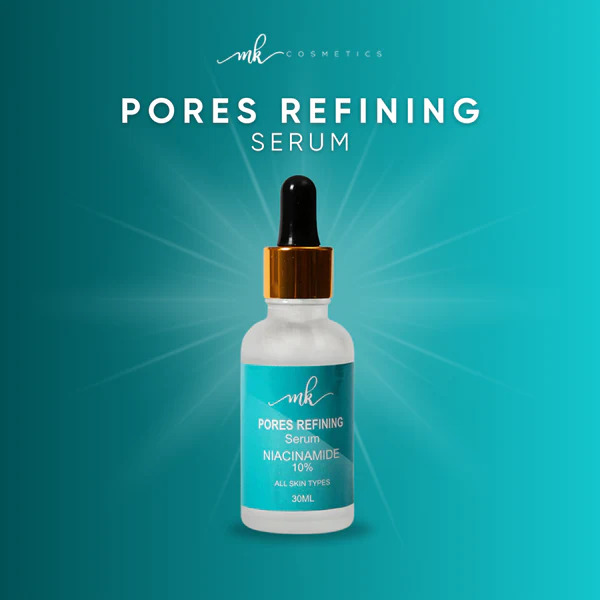 mk COSMETICS
PORES REFINING
SERUM
mk
PORES REFINING
Serum
NIACINAMIDE
10%
ALL SKIN TYPES
30ML